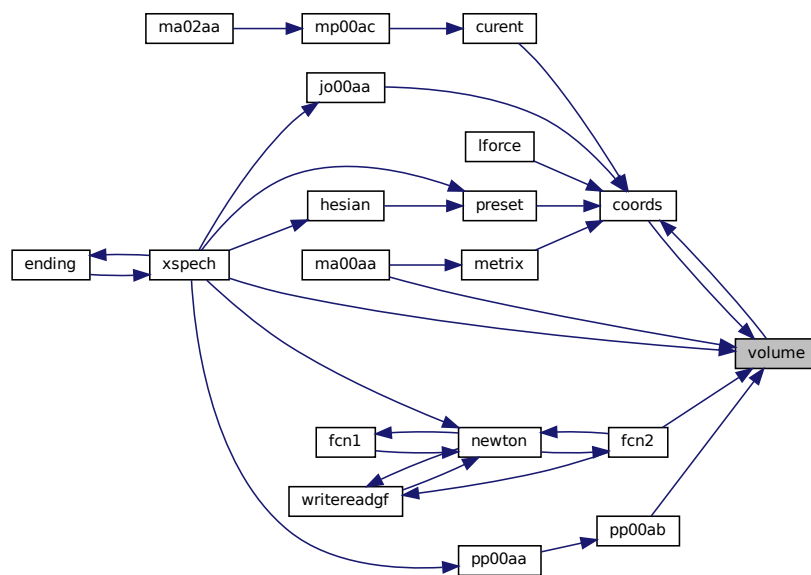 ma02aa
mp00ac
curent
jo00aa
lforce
hesian
preset
coords
ending
xspech
ma00aa
metrix
volume
fcn1
newton
fcn2
writereadgf
pp00ab
pp00aa